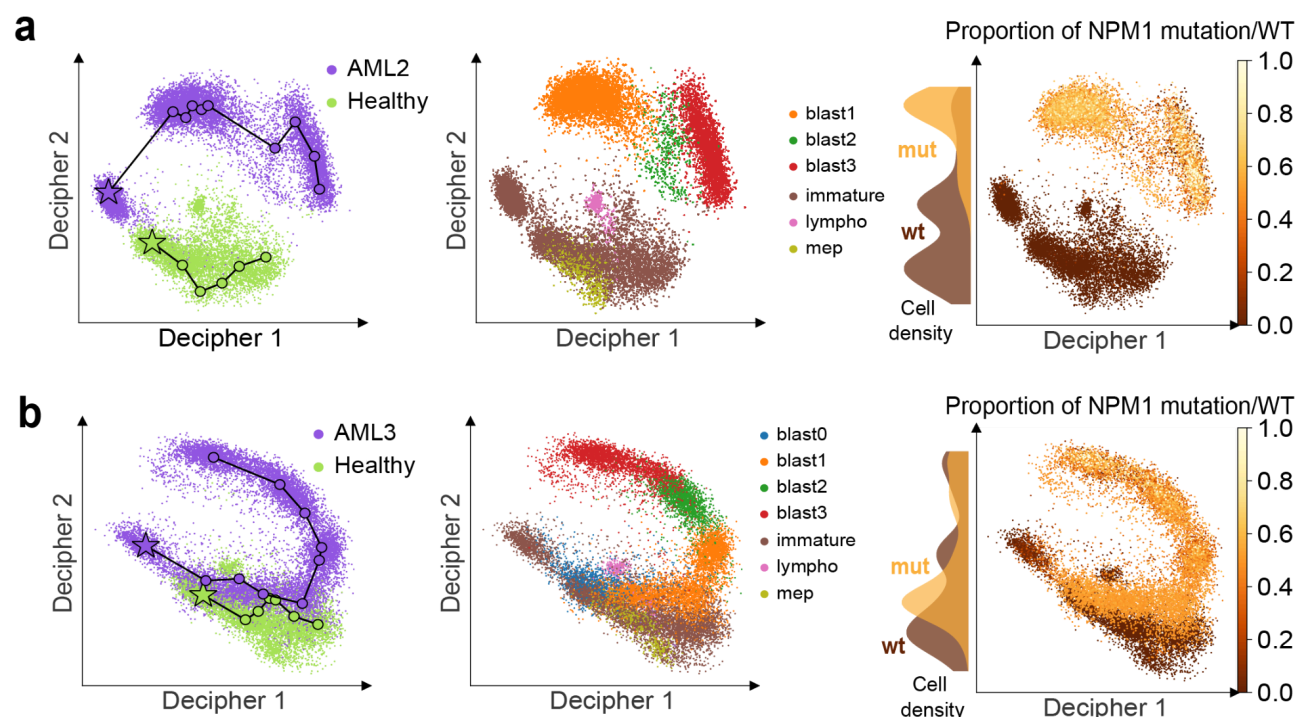 a
AML2
Healthy
Decipher 2
Decipher 1
Decipher 2
Decipher 1
blast1
blast2
blast3
immature
lympho
mep
Proportion of NPM1 mutation/WT
mut
wt
Cell
density
Decipher 1
1.0
0.8
0.6
0.4
0.2
0.0
b
AML3
Healthy
Decipher 2
Decipher 1
Decipher 2
Decipher 1
blast0
blast1
blast2
blast3
immature
lympho
mep
Proportion of NPM1 mutation/WT
mut
wt
Cell
density
Decipher 1
1.0
0.8
0.6
0.4
0.2
0.0